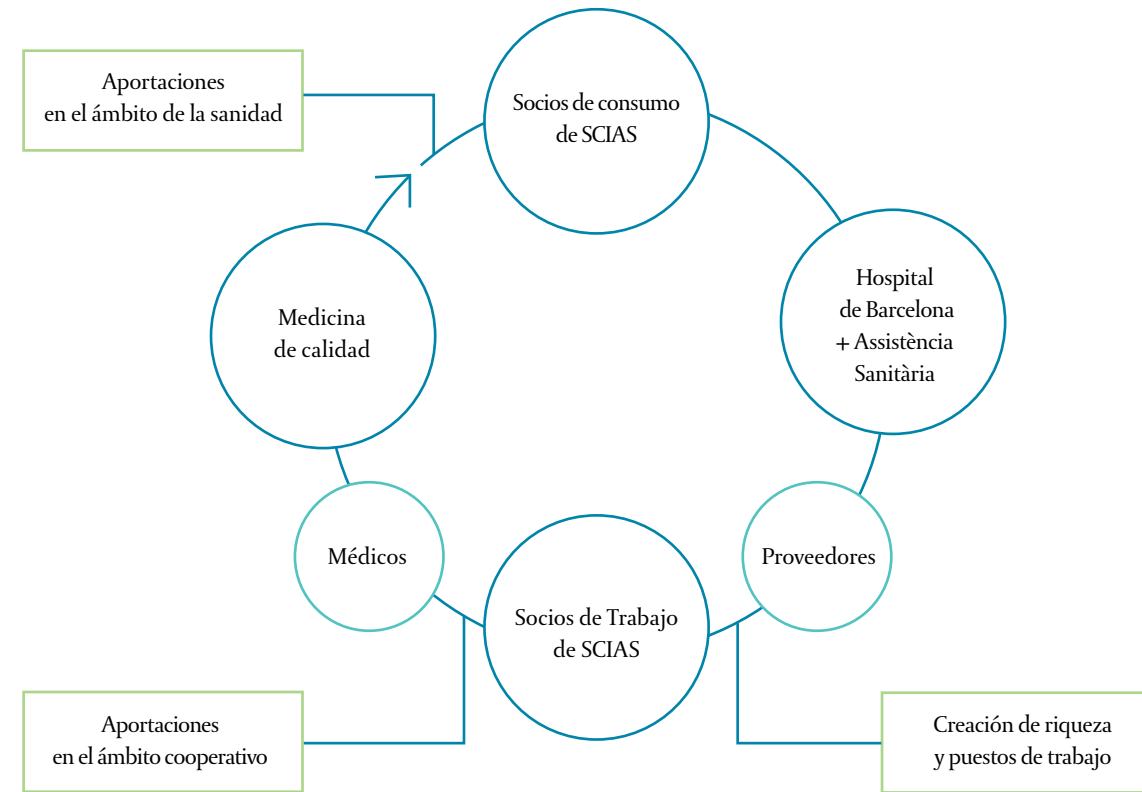 Aportaciones
en el ámbito de la sanidad
Socios de consumo
de SCIAS
Hospital
de Barcelona
+ Assistència
Sanitària
Medicina
de calidad
Médicos
Proveedores
Socios de Trabajo
de SCIAS
Aportaciones
en el ámbito cooperativo
Creación de riqueza
y puestos de trabajo